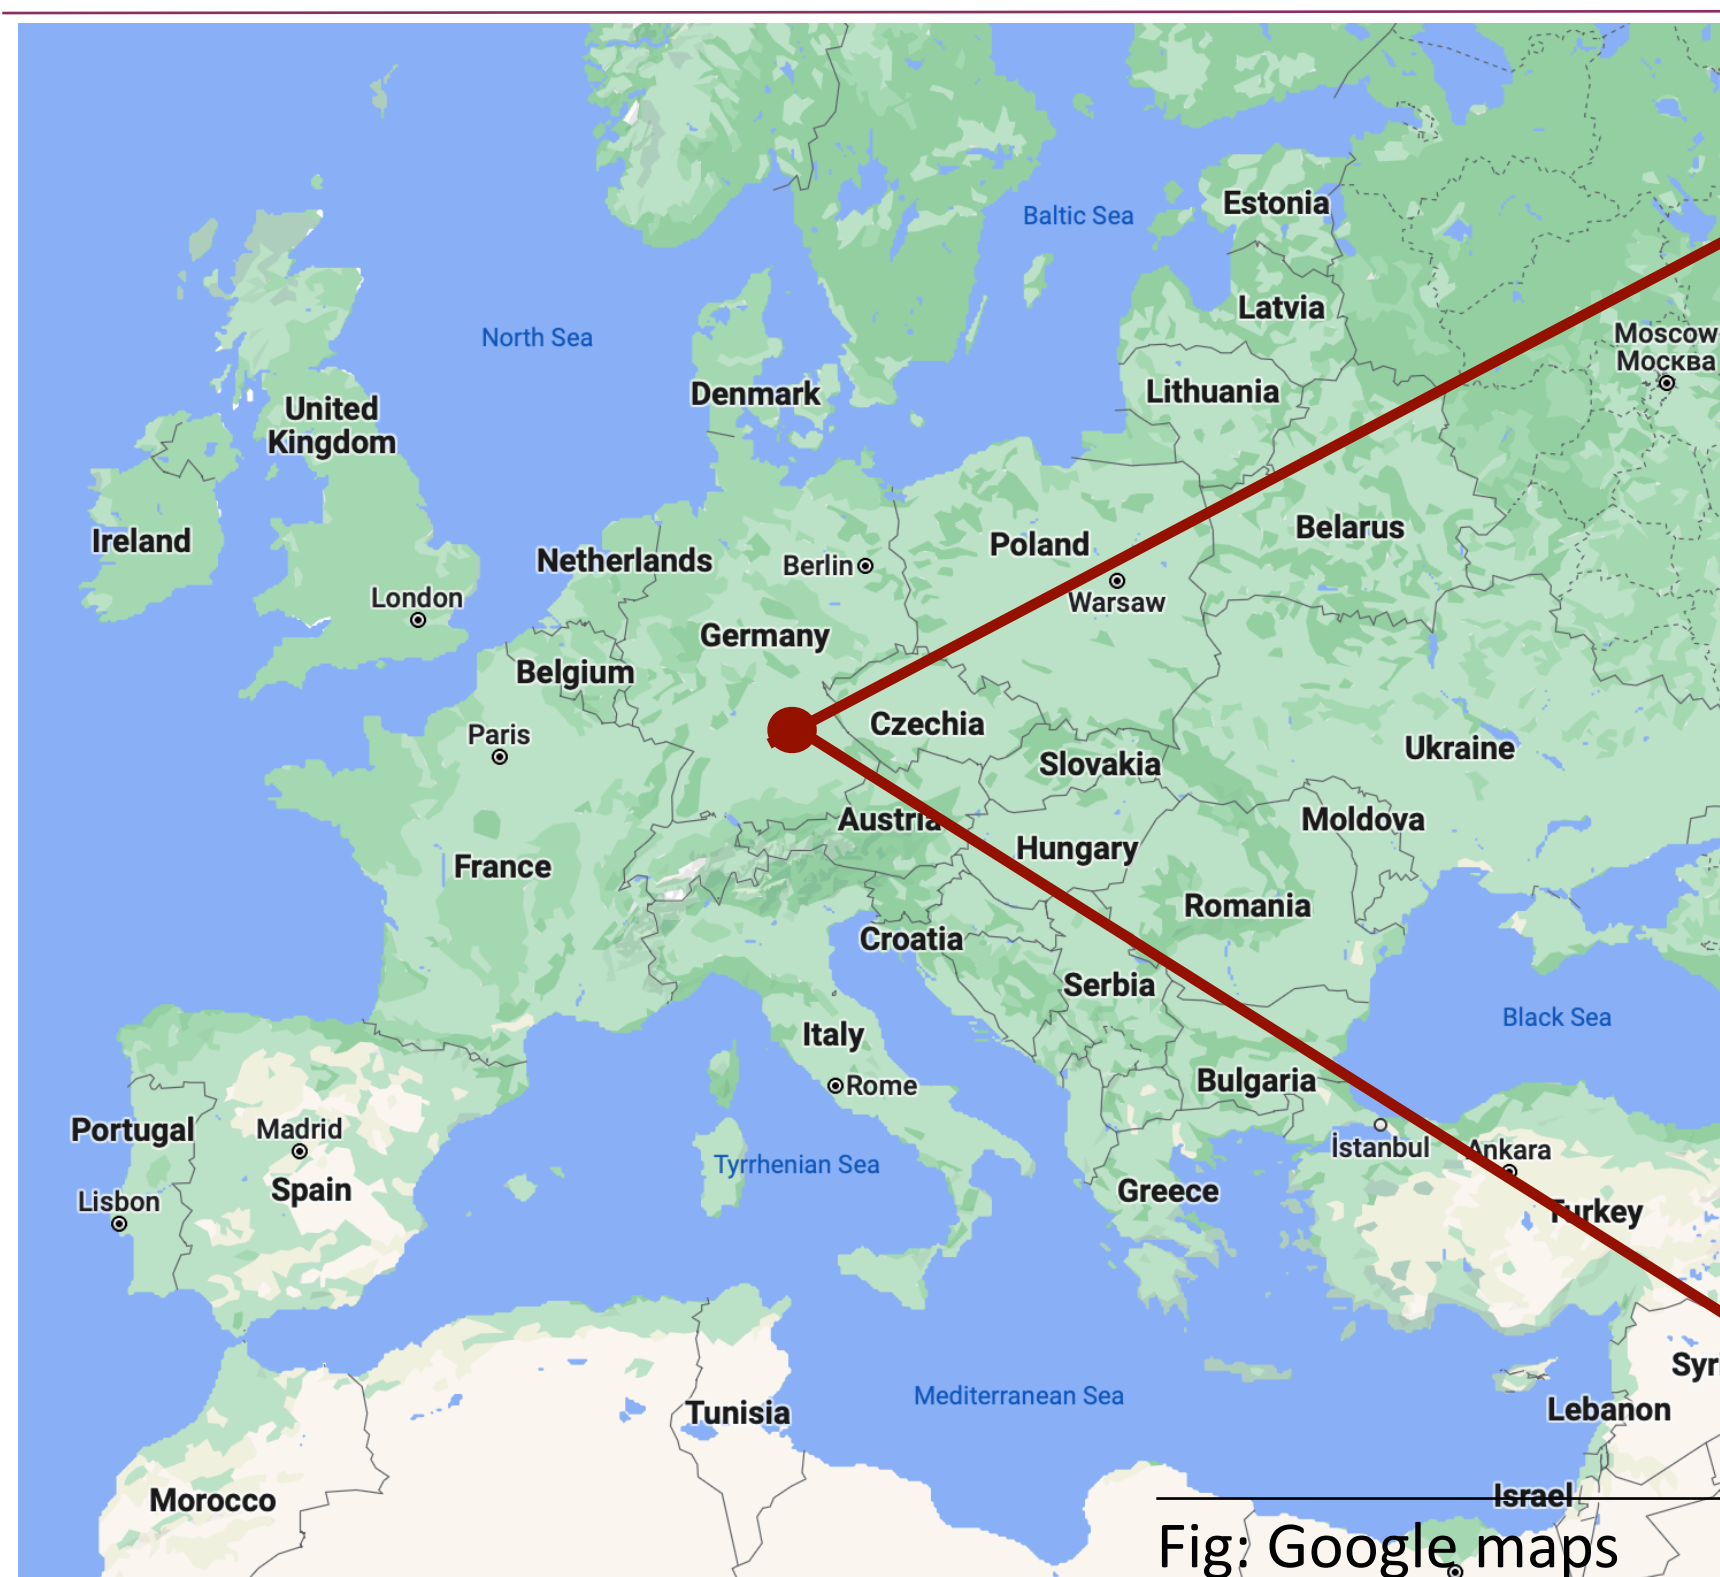 Estonia
Baltic Sea
Latvia
North Sea
Moscow
Москва
Denmark
Lithuania
United
Kingdom
Ireland
Netherlands
Berlin
Poland
Belarus
London
Warsaw
Germany
Belgium
Paris
Czechia
Slovakia
Ukraine
Austria
Moldova
Hungary
France
Romania
Croatia
Serbia
Black Sea
Italy
Rome
Bulgaria
Portugal
Madrid
İstanbul
Ankara
Tyrrhenian Sea
Spain
Greece
Lisbon
Turkey
Syr
Mediterranean Sea
Lebanon
Tunisia
Morocco
Israel
Fig: Google maps